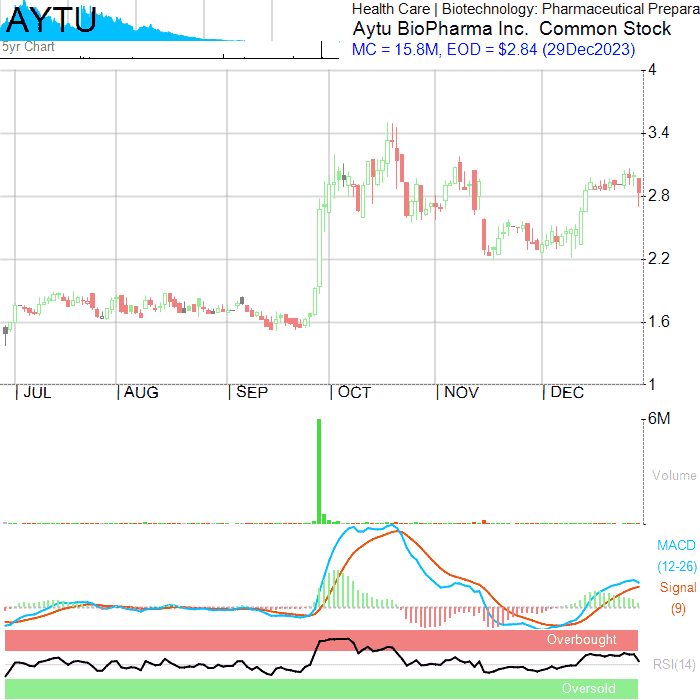 AYTU
5yr Chart
Health Care | Biotechnology: Pharmaceutical Prepara
Aytu BioPharma Inc. Common Stock
MC = 15.8M, EOD = $2.84 (29Dec2023)
4
3.4
2.8
2.2
1.6
1
| JUL | AUG | SEP | OCT | NOV | DEC
6M
Volume
MACD
(12-26)
Signal
(9)
Overbought
RSI(14)
Oversold